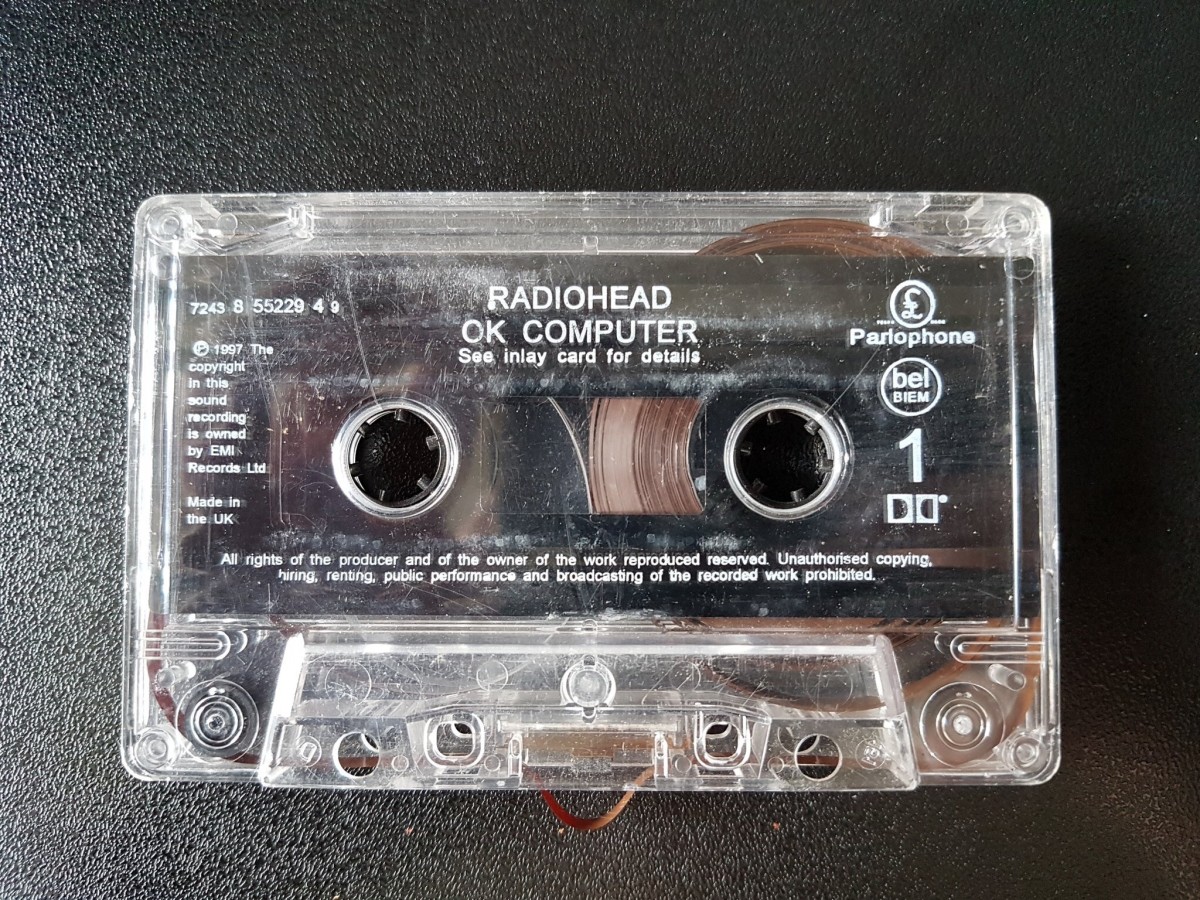 RADIOHEAD
OK COMPUTER
See inlay card for details
7243 8 55229 4 9
℗ 1997 The
copyright
in this
sound
recording
is owned
by EMI
Records Ltd
Made in
the UK
£
Parlophone
bel
BIEM
1
All rights of the producer and of the owner of the work reproduced reserved. Unauthorised copying,
hiring, renting, public performance and broadcasting of the recorded work prohibited.